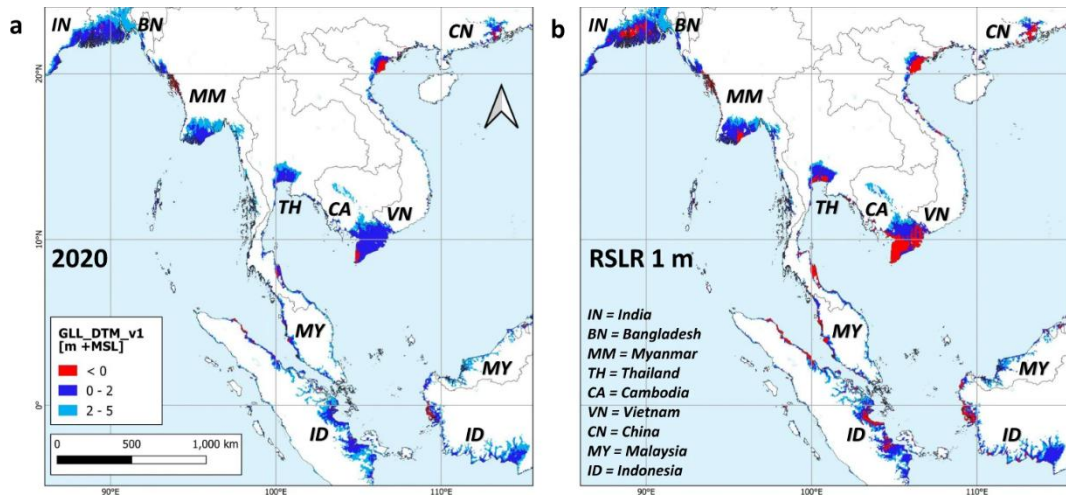 a
IN
BN
CN
20°N
MM
TH
CA
VN
10°N
2020
GLL_DTM_v1
[m +MSL]
< 0
0 - 2
2 - 5
MY
MY
0°
0 500 1,000 km
ID
ID
90°E 100°E 110°E
b
IN
BN
CN
MM
TH
CA
VN
RSLR 1 m
IN = India
BN = Bangladesh
MM = Myanmar
TH = Thailand
CA = Cambodia
VN = Vietnam
CN = China
MY = Malaysia
ID = Indonesia
MY
MY
ID
ID
90°E 100°E 110°E